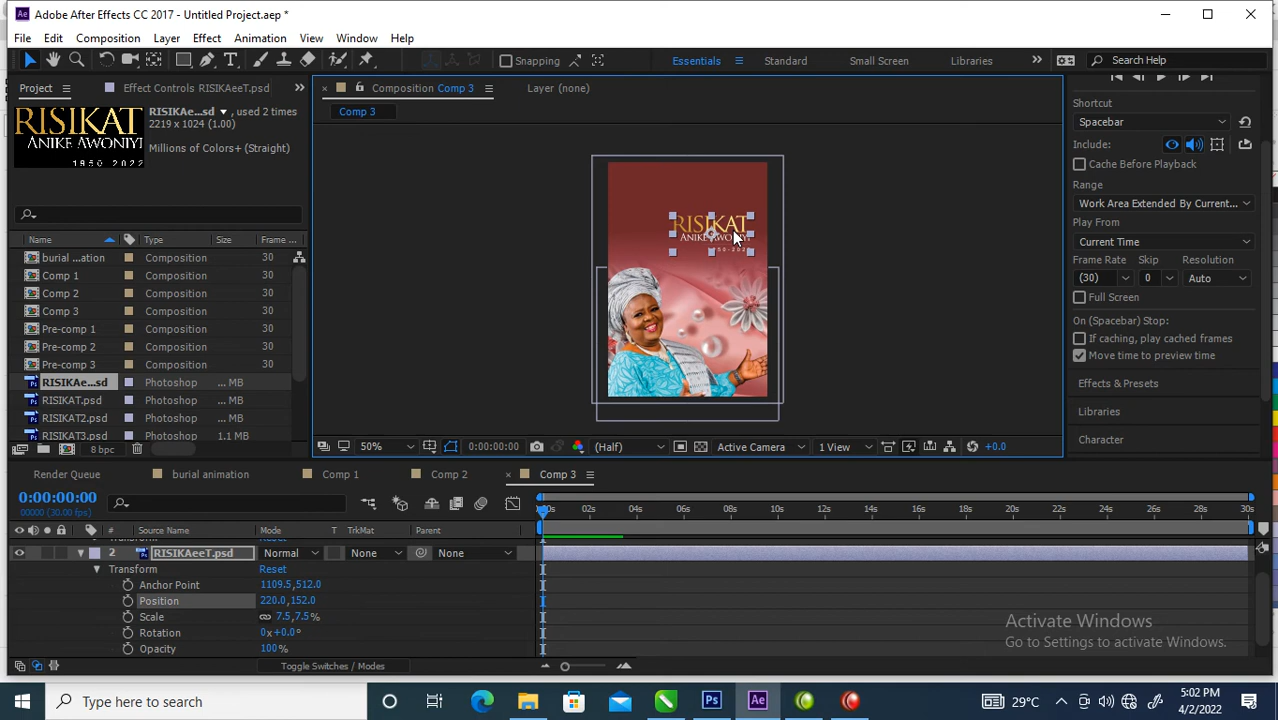 Adobe After Effects CC 2017 - Untitled Project.aep *
File Edit Composition Layer Effect Animation View Window Help
Snapping Essentials Standard Small Screen Libraries Search Help
Project Effect Controls RISIKAeeT.psd Composition Comp 3 Layer (none)
RISIKAe...sd, used 2 times
2219 x 1024 (1.00)
Millions of Colors+ (Straight)
RISIKAT
ANIKE AWONIYI
1950-2022
Comp 3
Shortcut
Spacebar
Include:
Cache Before Playback
Range
Work Area Extended By Current...
Play From
Current Time
Frame Rate Skip Resolution
(30) 0 Auto
Full Screen
On (Spacebar) Stop:
If caching, play cached frames
Move time to preview time
Effects & Presets
Libraries
Character
RISIKAT
ANIKE AWONIYI
Name Type Size Frame...
burial ...ation Composition 30
Comp 1 Composition 30
Comp 2 Composition 30
Comp 3 Composition 30
Pre-comp 1 Composition 30
Pre-comp 2 Composition 30
Pre-comp 3 Composition 30
RISIKAe...sd Photoshop ... MB
RISIKAT.psd Photoshop ... MB
RISIKAT2.psd Photoshop ... MB
RISIKAT3.psd Photoshop 1.1 MB
8 bpc
50% 0:00:00:00 (Half) Active Camera 1 View +0.0
Render Queue burial animation Comp 1 Comp 2 Comp 3
0:00:00:00
00000 (30.00 fps)
02s 04s 06s 08s 10s 12s 14s 16s 18s 20s 22s 24s 26s 28s 30s
# Source Name Mode T TrkMat Parent
2 RISIKAeeT.psd Normal None None
Transform Reset
Anchor Point 1109.5,512.0
Position 220.0,152.0
Scale 7.5,7.5%
Rotation 0x+0.0°
Opacity 100%
Toggle Switches / Modes
Activate Windows
Go to Settings to activate Windows.
Type here to search
29°C
5:02 PM
4/2/2022